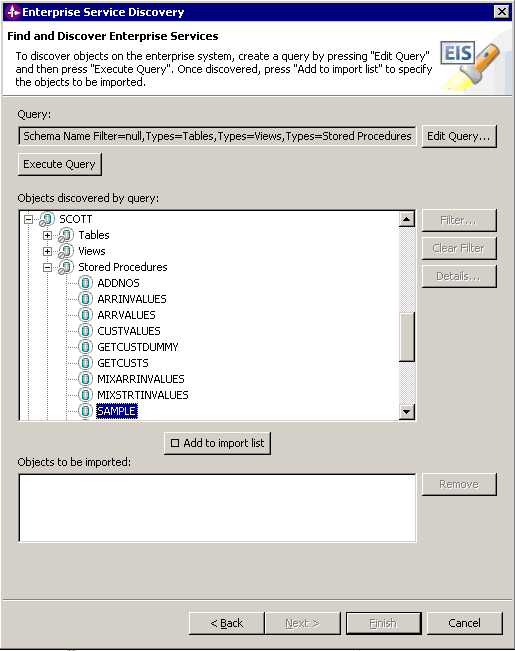 Enterprise Service Discovery
Find and Discover Enterprise Services
To discover objects on the enterprise system, create a query by pressing "Edit Query"
and then press "Execute Query". Once discovered, press "Add to import list" to specify
the objects to be imported.
EIS
Query:
Schema Name Filter=null,Types=Tables,Types=Views,Types=Stored Procedures
Edit Query...
Execute Query
Objects discovered by query:
SCOTT
Tables
Views
Stored Procedures
ADDNOS
ARRINVALUES
ARRVALUES
CUSTVALUES
GETCUSTDUMMY
GETCUSTS
MIXARRINVALUES
MIXSTRTINVALUES
SAMPLE
Filter...
Clear Filter
Details...
Add to import list
Objects to be imported:
Remove
< Back
Next >
Finish
Cancel